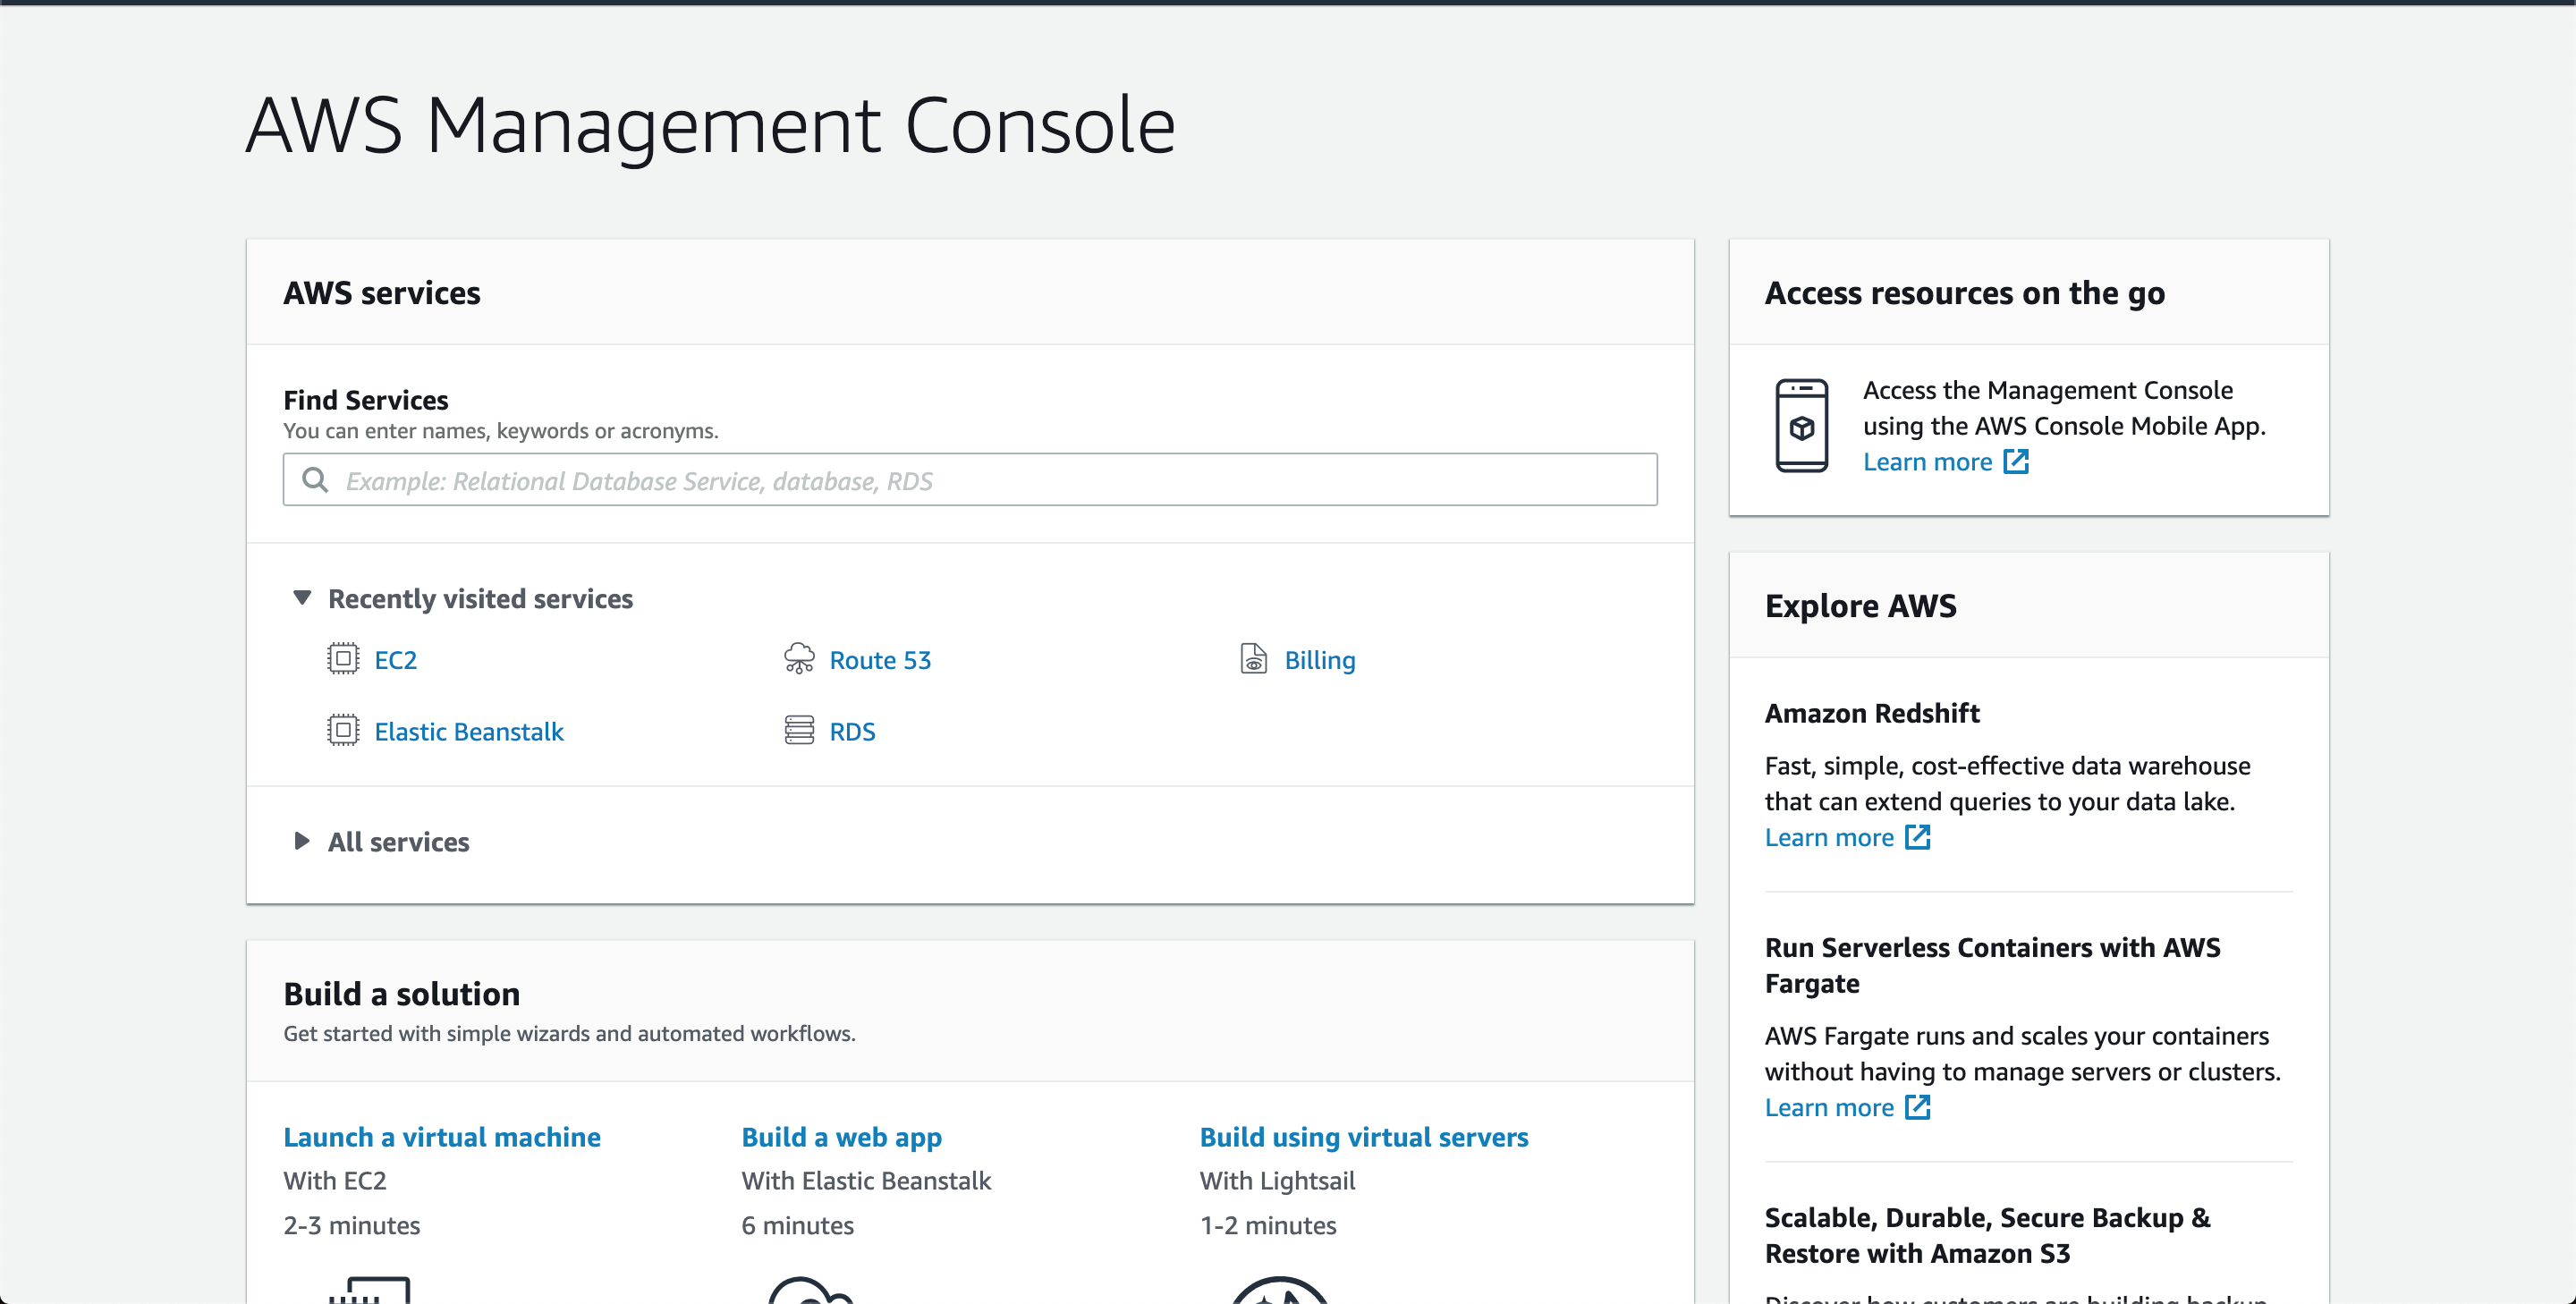 AWS Management Console
AWS services
Find Services
You can enter names, keywords or acronyms.
Example: Relational Database Service, database, RDS
Recently visited services
EC2
Route 53
Billing
Elastic Beanstalk
RDS
All services
Build a solution
Get started with simple wizards and automated workflows.
Launch a virtual machine
With EC2
2-3 minutes
Build a web app
With Elastic Beanstalk
6 minutes
Build using virtual servers
With Lightsail
1-2 minutes
Access resources on the go
Access the Management Console
using the AWS Console Mobile App.
Learn more
Explore AWS
Amazon Redshift
Fast, simple, cost-effective data warehouse
that can extend queries to your data lake.
Learn more
Run Serverless Containers with AWS
Fargate
AWS Fargate runs and scales your containers
without having to manage servers or clusters.
Learn more
Scalable, Durable, Secure Backup &
Restore with Amazon S3
Discover how customers are building backup